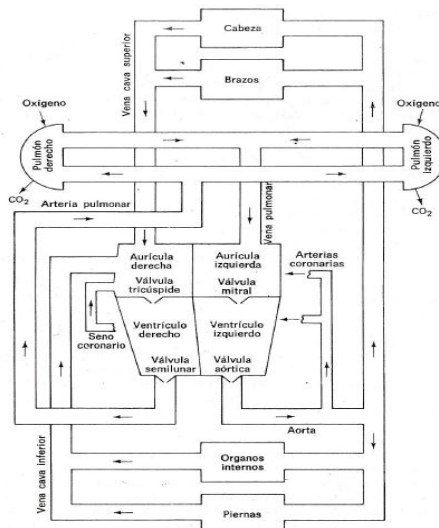 Cabeza
Vena cava superior
Brazos
Oxígeno
Oxígeno
Pulmón
derecho
Pulmón
izquierdo
CO2
CO2
Arteria pulmonar
Vena pulmonar
Aurícula
derecha
Aurícula
izquierda
Arterias
coronarias
Válvula
tricúspide
Válvula
mitral
Seno
coronario
Ventrículo
derecho
Ventrículo
izquierdo
Válvula
semilunar
Válvula
aórtica
Aorta
Vena cava inferior
Organos
internos
Piernas